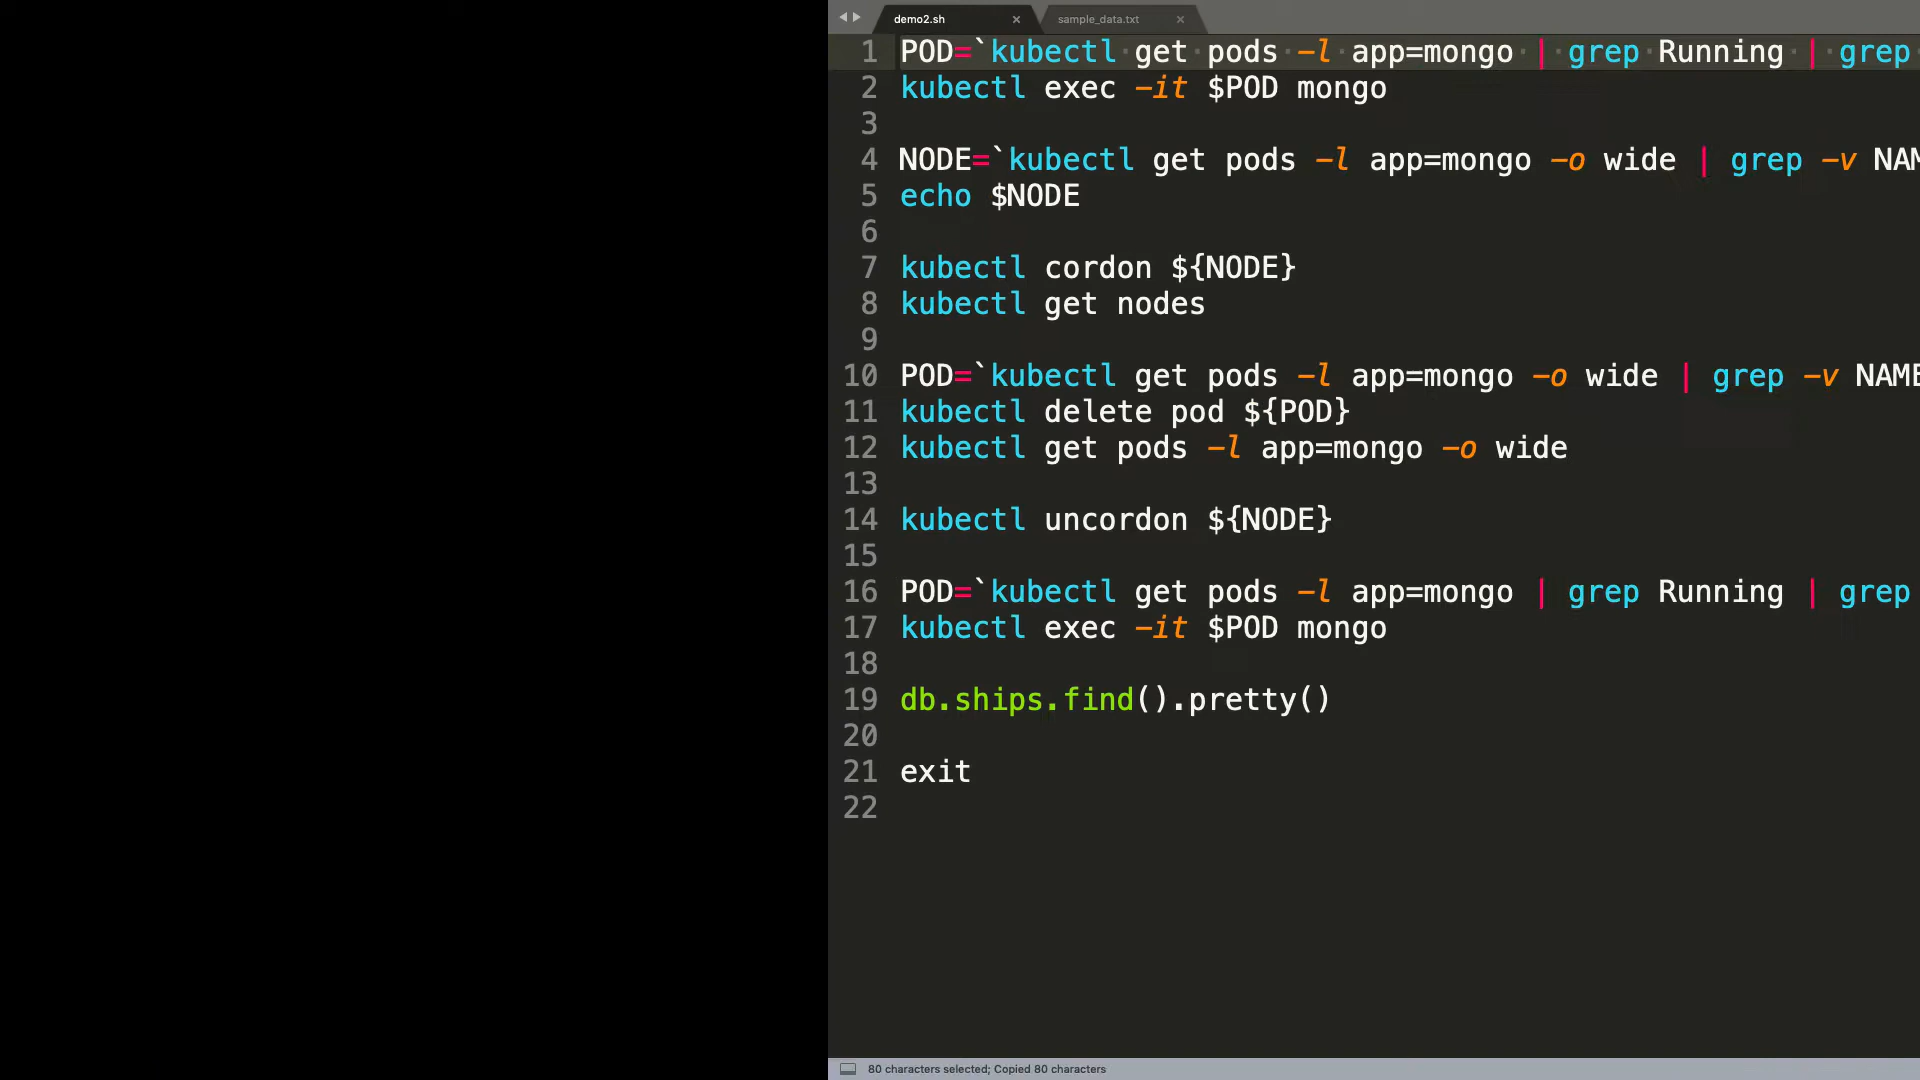 demo2.sh × sample_data.txt ×
1 POD=`kubectl get pods -l app=mongo | grep Running | grep
2 kubectl exec -it $POD mongo
3
4 NODE=`kubectl get pods -l app=mongo -o wide | grep -v NAM
5 echo $NODE
6
7 kubectl cordon ${NODE}
8 kubectl get nodes
9
10 POD=`kubectl get pods -l app=mongo -o wide | grep -v NAME
11 kubectl delete pod ${POD}
12 kubectl get pods -l app=mongo -o wide
13
14 kubectl uncordon ${NODE}
15
16 POD=`kubectl get pods -l app=mongo | grep Running | grep
17 kubectl exec -it $POD mongo
18
19 db.ships.find().pretty()
20
21 exit
22
80 characters selected; Copied 80 characters